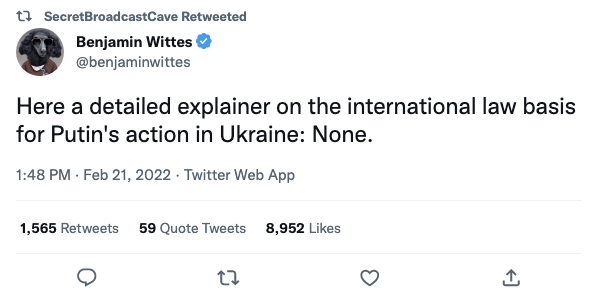 SecretBroadcastCave Retweeted
Benjamin Wittes
@benjaminwittes
Here a detailed explainer on the international law basis
for Putin's action in Ukraine: None.
1:48 PM · Feb 21, 2022 · Twitter Web App
1,565 Retweets 59 Quote Tweets 8,952 Likes